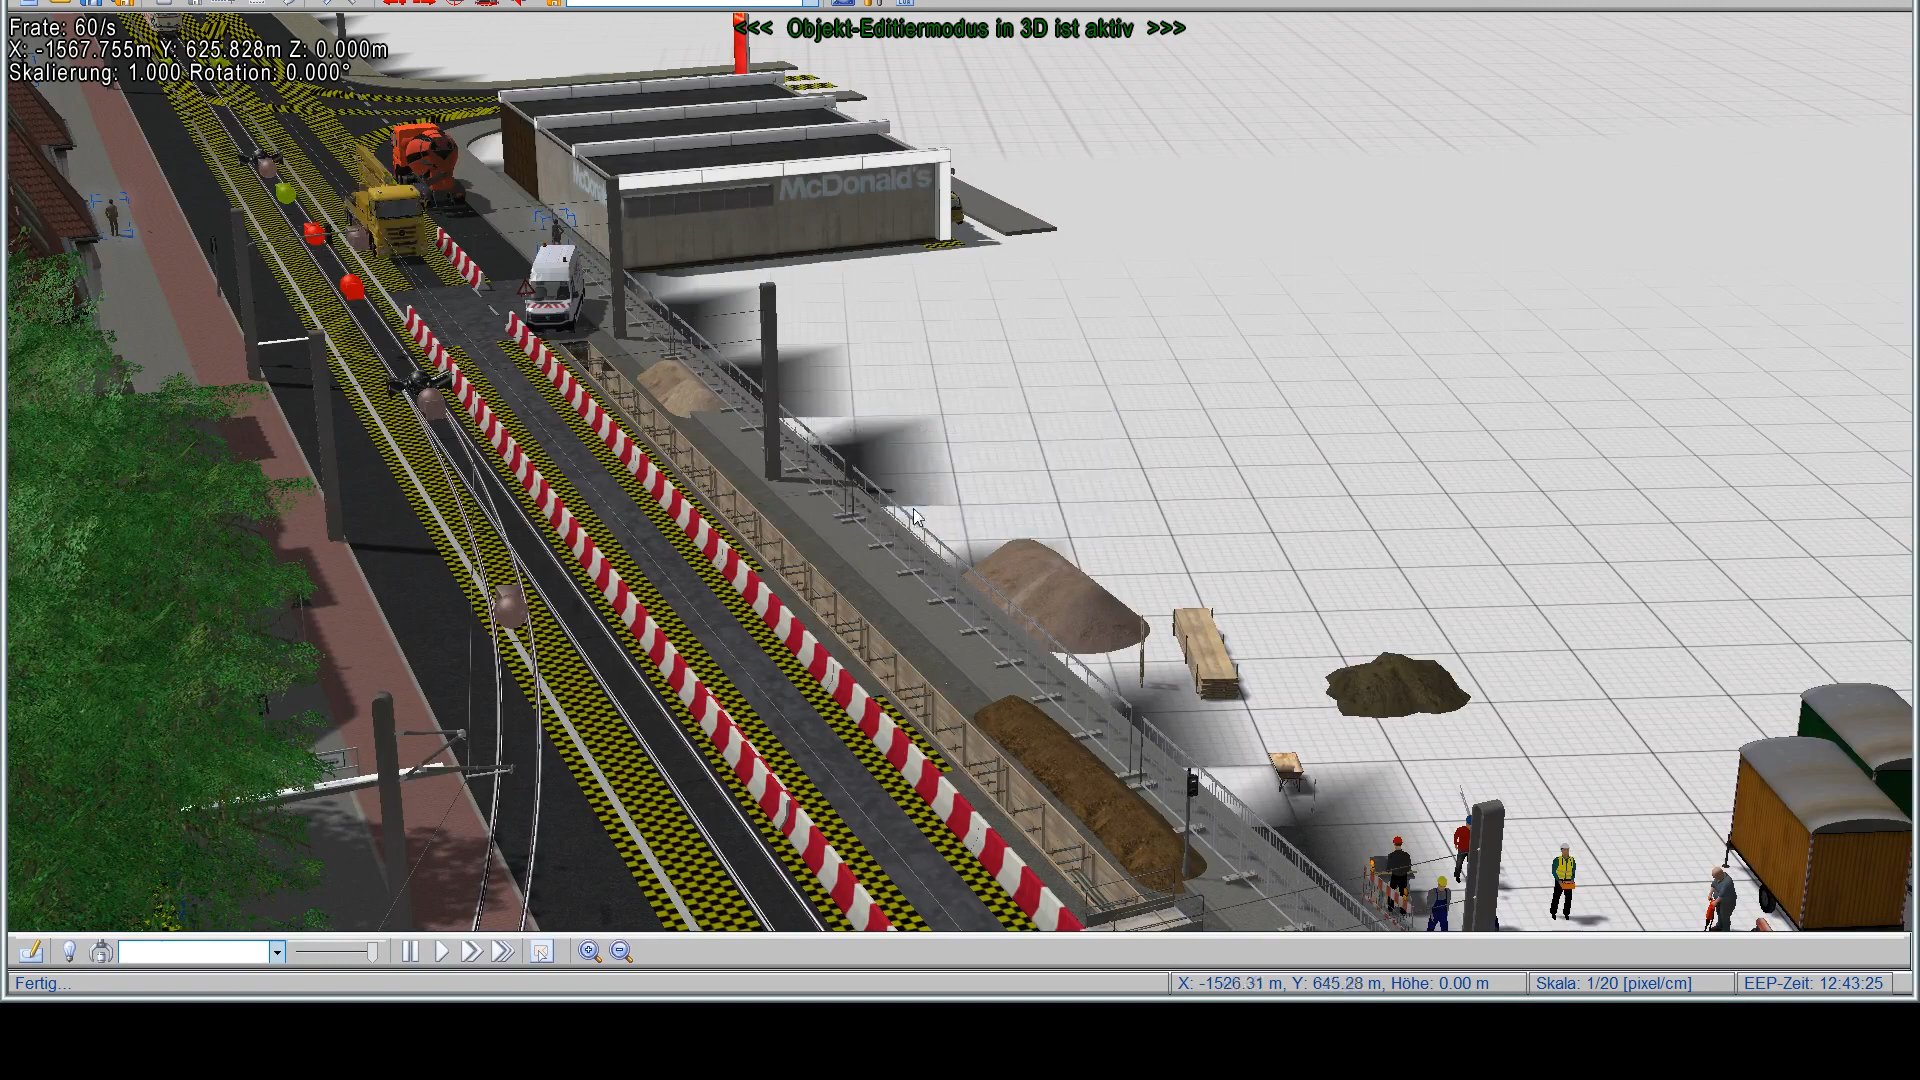 Frate: 60/s
X: -1567.755m Y: 625.828m Z: 0.000m
Skalierung: 1.000 Rotation: 0.000°
<<< Objekt-Editiermodus in 3D ist aktiv >>>
McDonald's
Fertig...
X: -1526.31 m, Y: 645.28 m, Höhe: 0.00 m
Skala: 1/20 [pixel/cm]
EEP-Zeit: 12:43:25